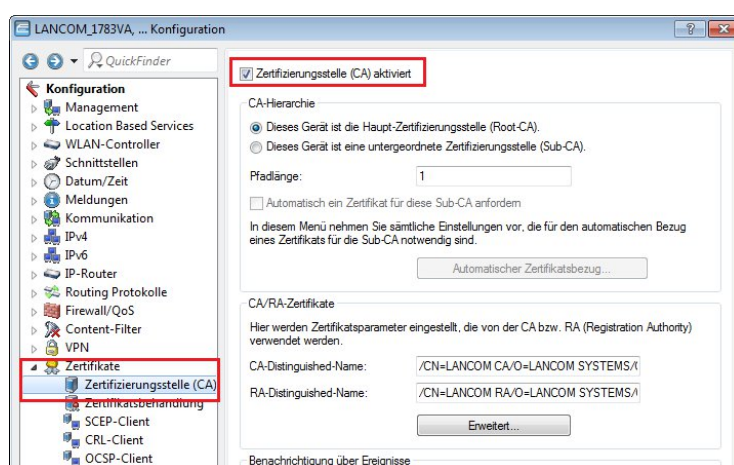 LANCOM_1783VA, ... Konfiguration
QuickFinder
Konfiguration
Management
Location Based Services
WLAN-Controller
Schnittstellen
Datum/Zeit
Meldungen
Kommunikation
IPv4
IPv6
IP-Router
Routing Protokolle
Firewall/QoS
Content-Filter
VPN
Zertifikate
Zertifizierungsstelle (CA)
Zertifikatsbehandlung
SCEP-Client
CRL-Client
OCSP-Client
Zertifizierungsstelle (CA) aktiviert
CA-Hierarchie
Dieses Gerät ist die Haupt-Zertifizierungsstelle (Root-CA).
Dieses Gerät ist eine untergeordnete Zertifizierungsstelle (Sub-CA).
Pfadlänge: 1
Automatisch ein Zertifikat für diese Sub-CA anfordern
In diesem Menü nehmen Sie sämtliche Einstellungen vor, die für den automatischen Bezug
eines Zertifikats für die Sub-CA notwendig sind.
Automatischer Zertifikatsbezug...
CA/RA-Zertifikate
Hier werden Zertifikatsparameter eingestellt, die von der CA bzw. RA (Registration Authority)
verwendet werden.
CA-Distinguished-Name: /CN=LANCOM CA/O=LANCOM SYSTEMS/
RA-Distinguished-Name: /CN=LANCOM RA/O=LANCOM SYSTEMS/
Erweitert...
Benachrichtigung über Ereignisse